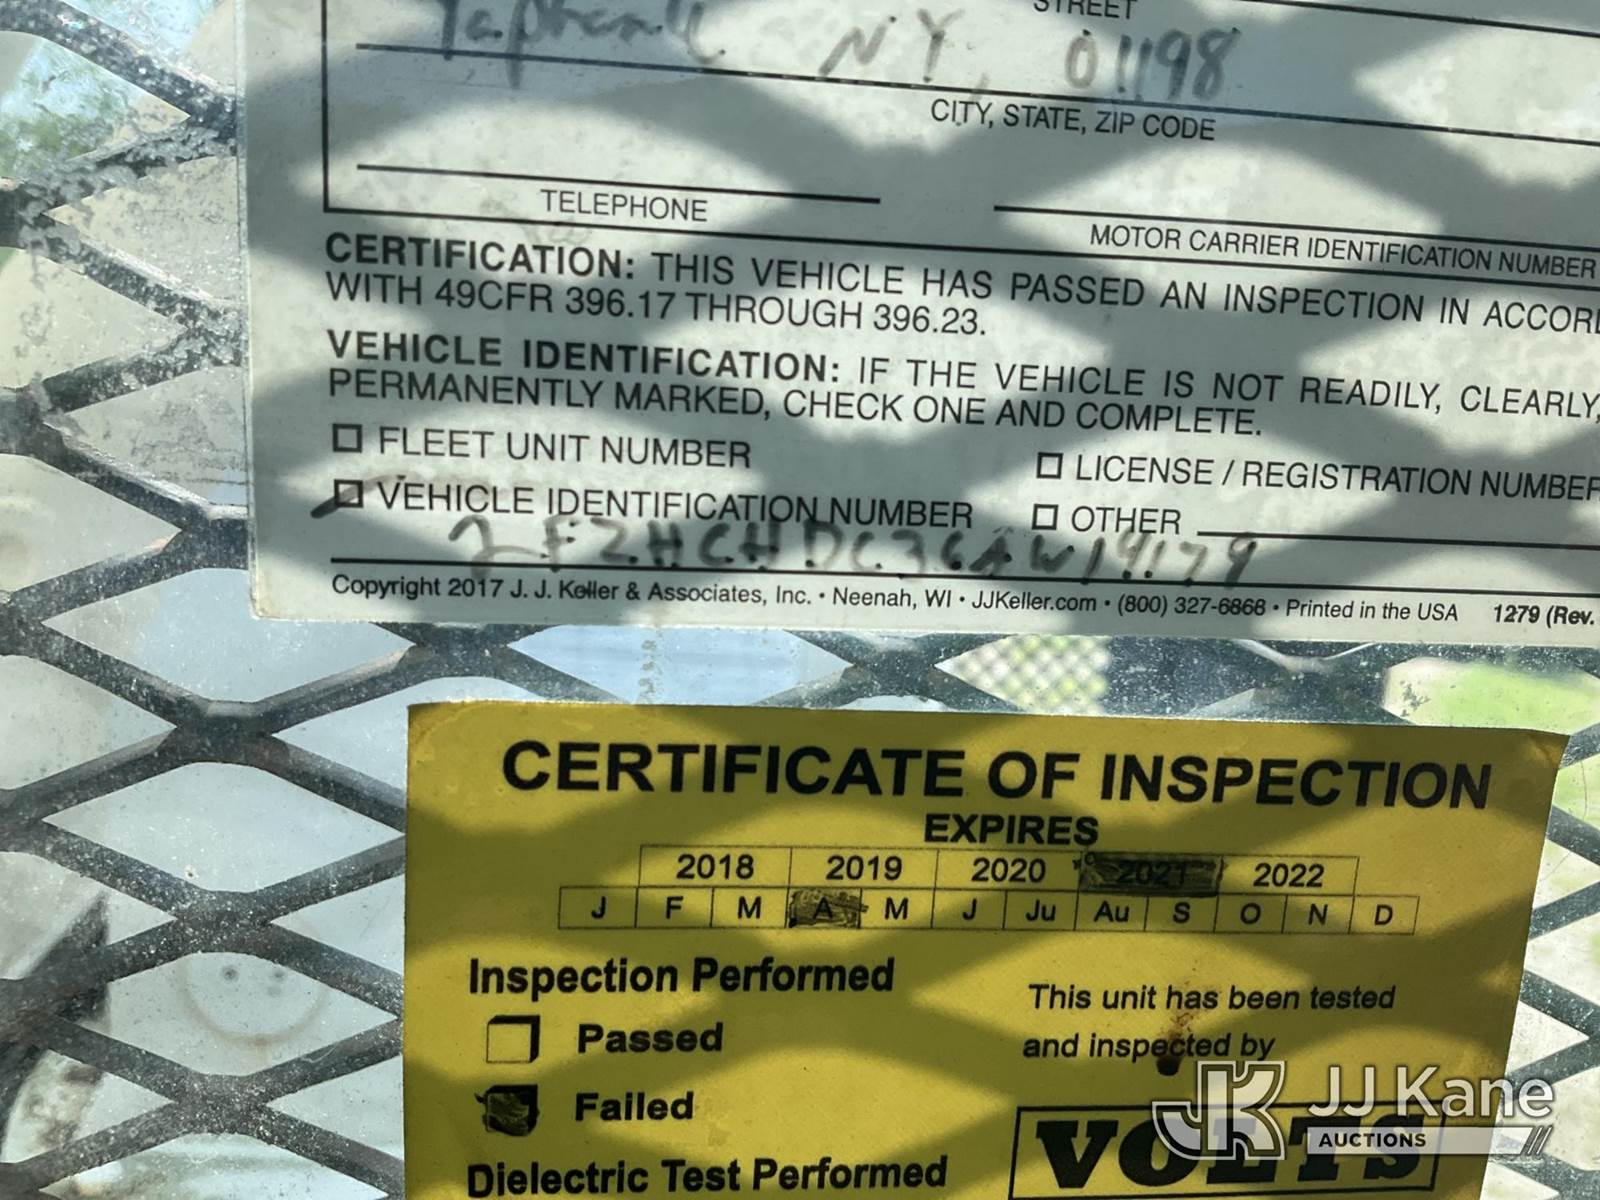 STREET
Yaphank NY, 01198
CITY, STATE, ZIP CODE
TELEPHONE
MOTOR CARRIER IDENTIFICATION NUMBER
CERTIFICATION: THIS VEHICLE HAS PASSED AN INSPECTION IN ACCOR
WITH 49CFR 396.17 THROUGH 396.23.
VEHICLE IDENTIFICATION: IF THE VEHICLE IS NOT READILY, CLEARLY,
PERMANENTLY MARKED, CHECK ONE AND COMPLETE.
FLEET UNIT NUMBER
LICENSE / REGISTRATION NUMBER
VEHICLE IDENTIFICATION NUMBER
OTHER
Copyright 2017 J. J. Keller & Associates, Inc. • Neenah, WI • JJKeller.com • (800) 327-6868 • Printed in the USA 1279 (Rev.
CERTIFICATE OF INSPECTION
EXPIRES
2018 2019 2020 2021 2022
J F M A M J Ju Au S O N D
Inspection Performed
Passed
Failed
Dielectric Test Performed
This unit has been tested
and inspected by
VOLTS
JJ Kane
AUCTIONS